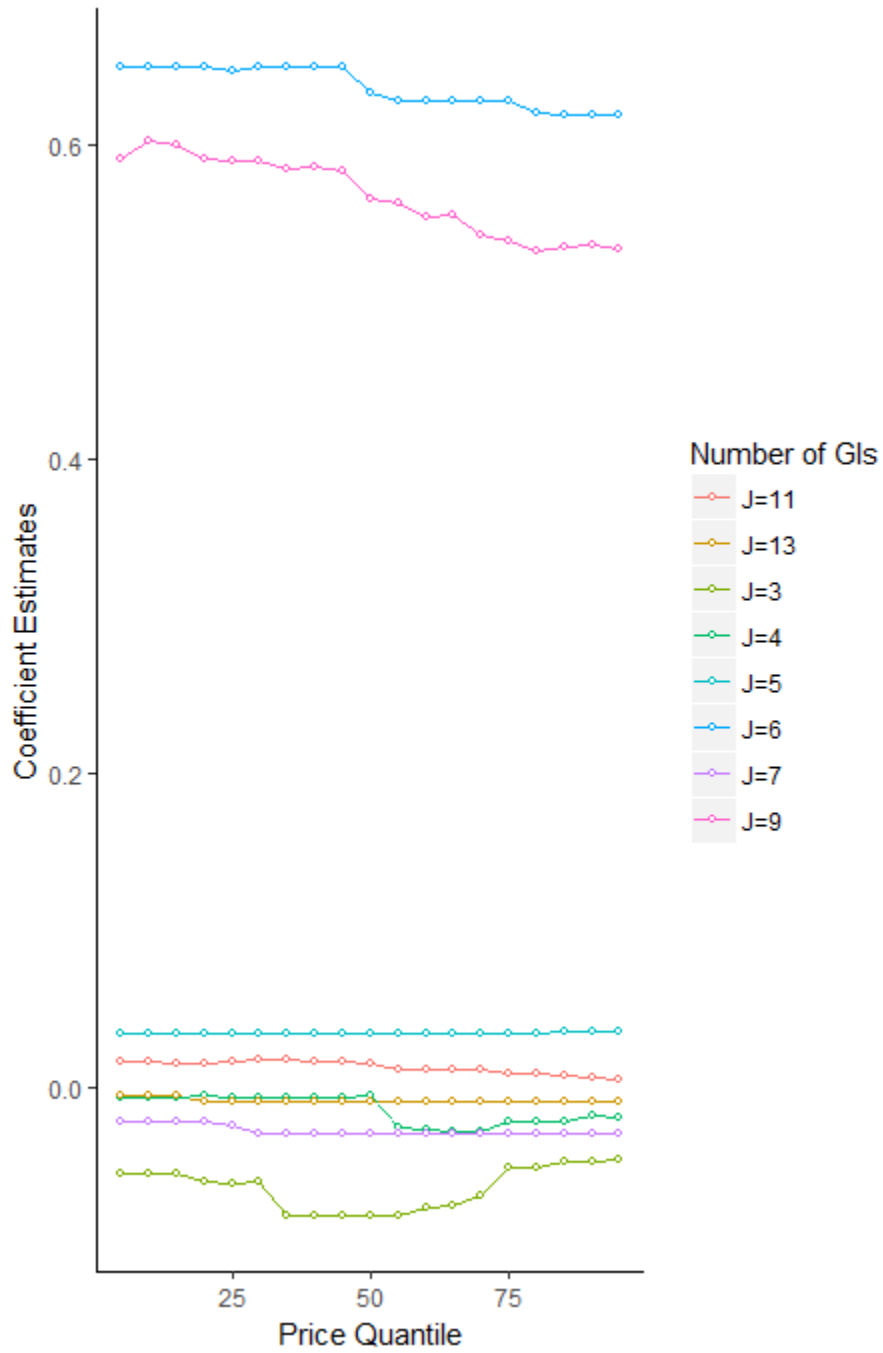 Coefficient Estimates
0.6
0.4
0.2
0.0
25 50 75
Price Quantile
Number of GIs
J=11
J=13
J=3
J=4
J=5
J=6
J=7
J=9